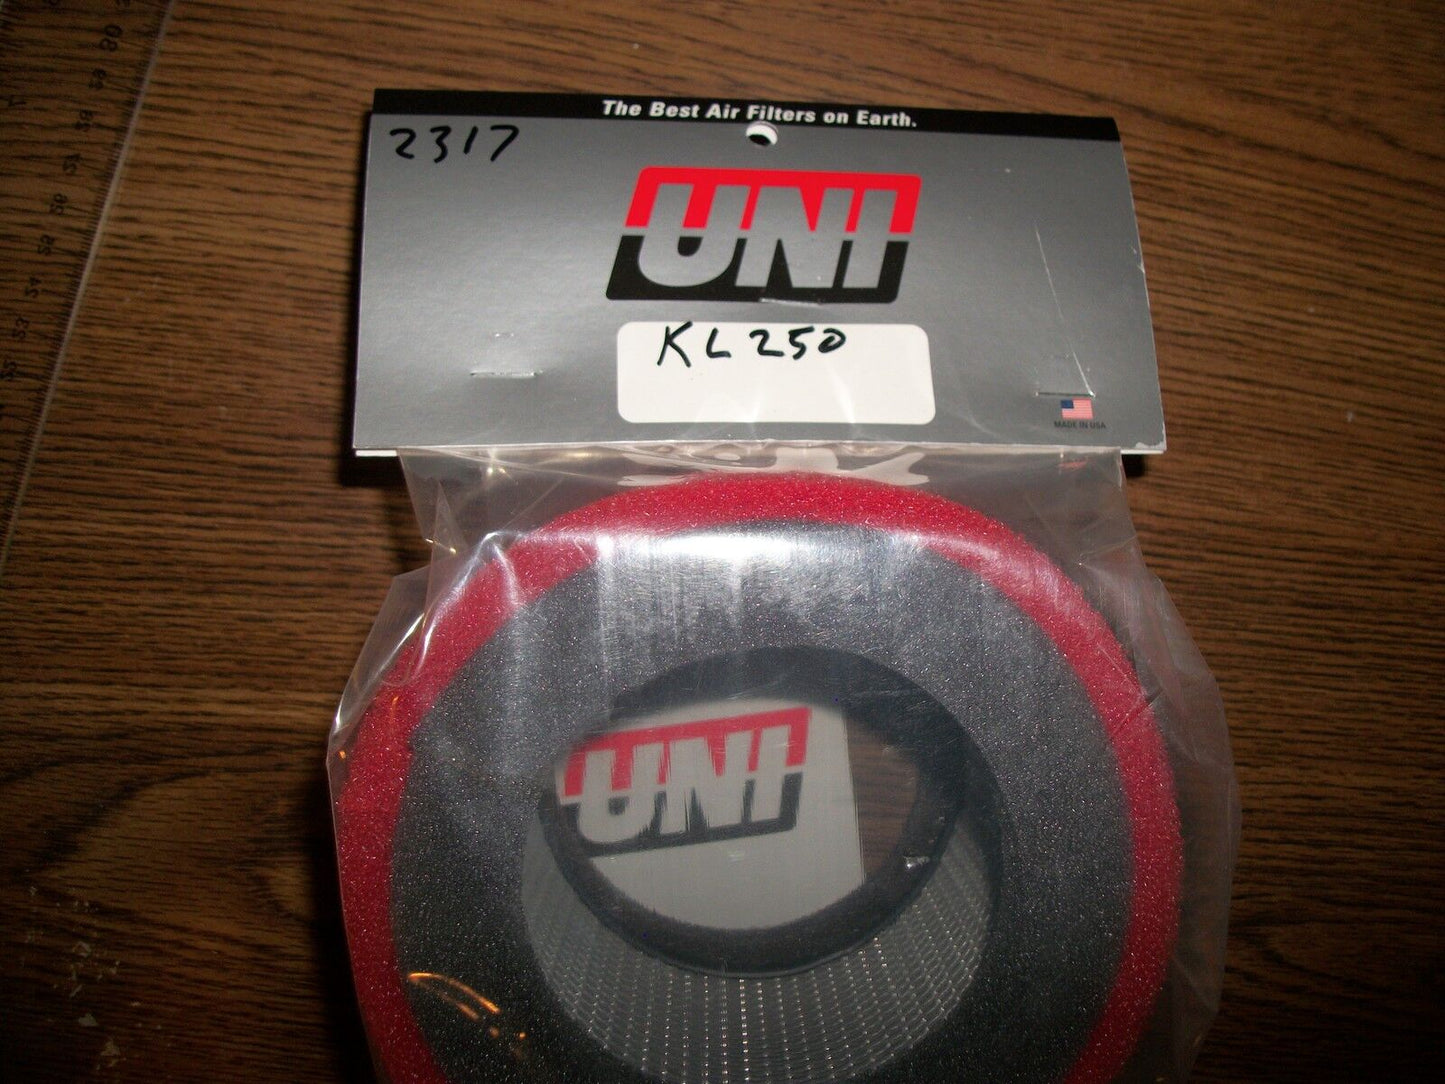 The Best Air Filters on Earth.
2317
UNI
KL250
MADE IN USA
UNI